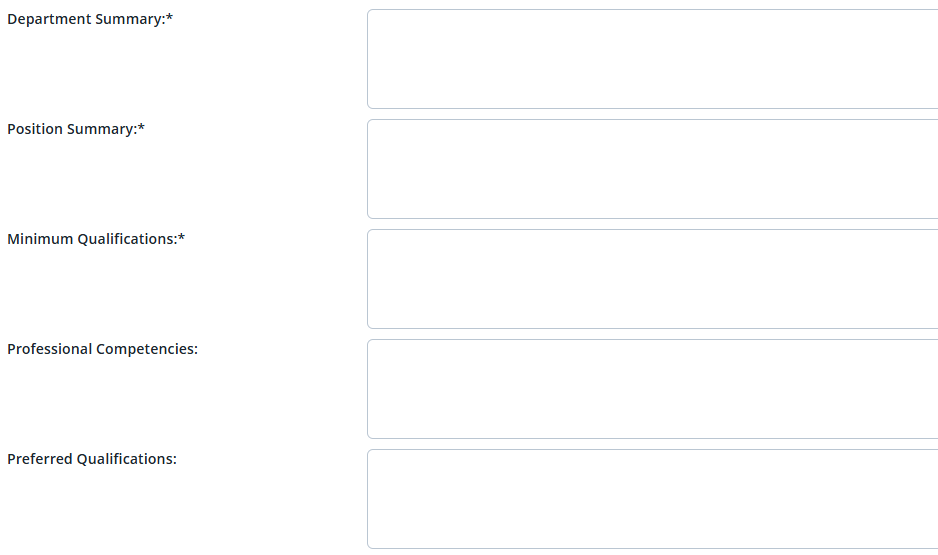 Department Summary:*
Position Summary:*
Minimum Qualifications:*
Professional Competencies:
Preferred Qualifications: